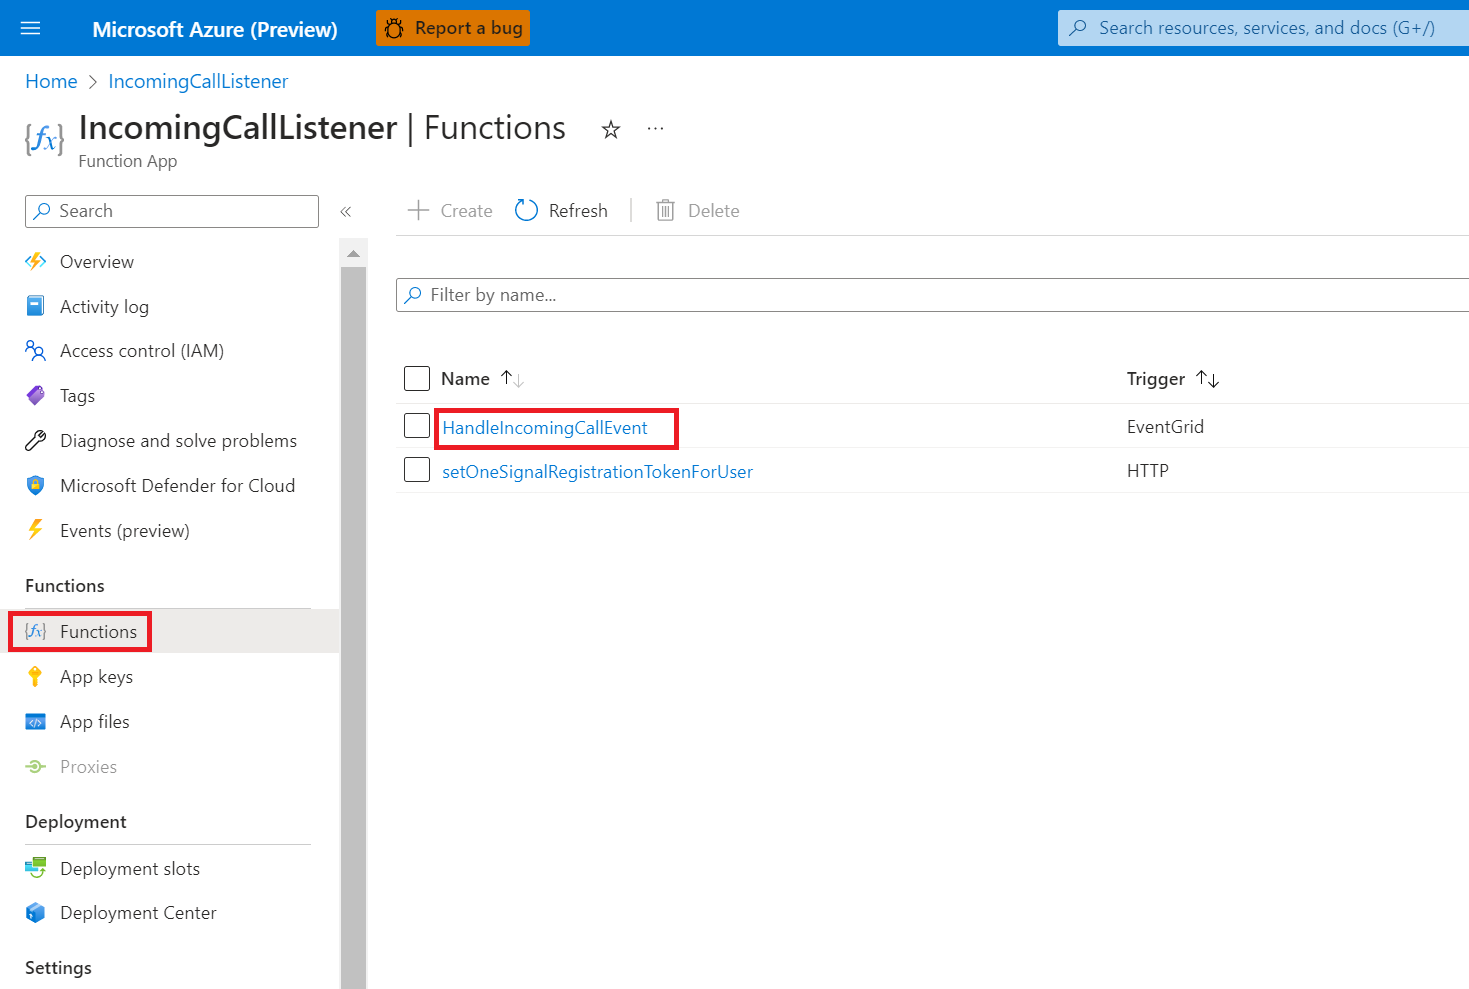 Microsoft Azure (Preview)
Report a bug
Search resources, services, and docs (G+/)
Home > IncomingCallListener
{fx}
IncomingCallListener | Functions
Function App
Search
Create
Refresh
Delete
Overview
Activity log
Access control (IAM)
Tags
Diagnose and solve problems
Microsoft Defender for Cloud
Events (preview)
Functions
{fx} Functions
App keys
App files
Proxies
Deployment
Deployment slots
Deployment Center
Settings
Filter by name...
Name
Trigger
HandleIncomingCallEvent
EventGrid
setOneSignalRegistrationTokenForUser
HTTP